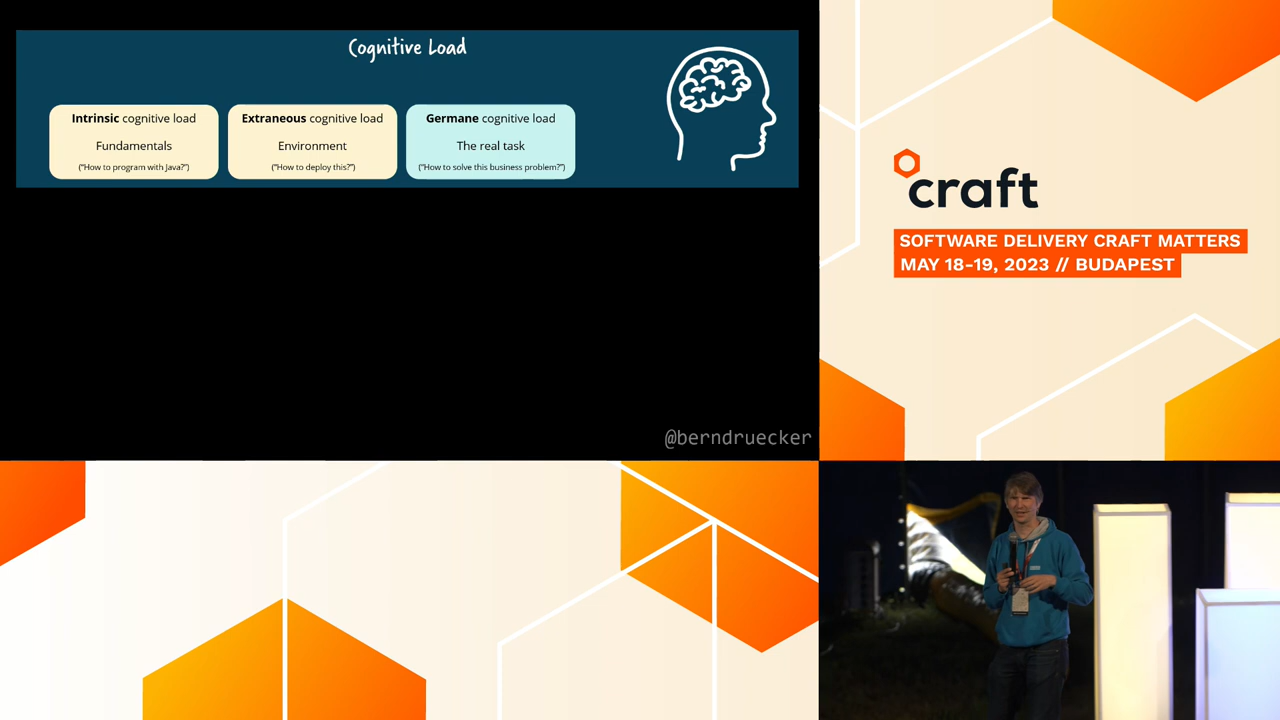 Cognitive Load
Intrinsic cognitive load
Fundamentals
("How to program with Java?")
Extraneous cognitive load
Environment
("How to deploy this?")
Germane cognitive load
The real task
("How to solve this business problem?")
@berndruecker
craft
SOFTWARE DELIVERY CRAFT MATTERS
MAY 18-19, 2023 // BUDAPEST